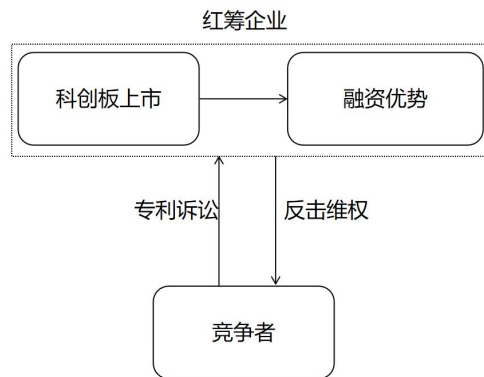 红筹企业
科创板上市
融资优势
专利诉讼
反击维权
竞争者